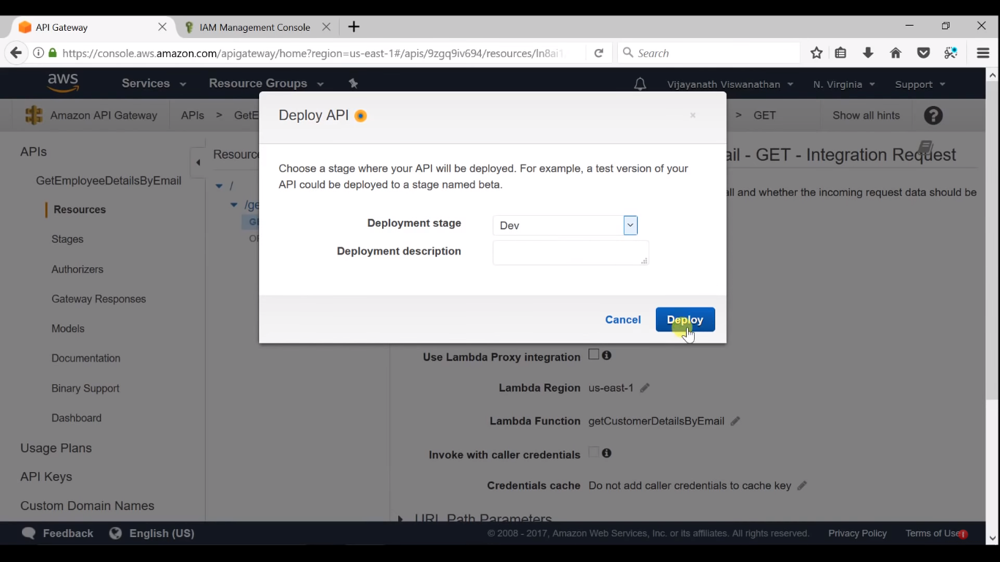 API Gateway
IAM Management Console
https://console.aws.amazon.com/apigateway/home?region=us-east-1#/apis/9zgq9iv694/resources/ln8ai1
Search
aws
Services
Resource Groups
Vijayanath Viswanathan
N. Virginia
Support
Amazon API Gateway
APIs
>
GetE
> GET
Show all hints
?
Deploy API
×
Choose a stage where your API will be deployed. For example, a test version of your
API could be deployed to a stage named beta.
Deployment stage
Dev
Deployment description
Cancel
Deploy
APIs
GetEmployeeDetailsByEmail
Resources
Stages
Authorizers
Gateway Responses
Models
Documentation
Binary Support
Dashboard
Usage Plans
API Keys
Custom Domain Names
Resourc
/
/ge
GE
OP
ail - GET - Integration Request
all and whether the incoming request data should be
Use Lambda Proxy integration
Lambda Region us-east-1
Lambda Function getCustomerDetailsByEmail
Invoke with caller credentials
Credentials cache Do not add caller credentials to cache key
URL Path Parameters
Feedback
English (US)
© 2008 - 2017, Amazon Web Services, Inc. or its affiliates. All rights reserved.
Privacy Policy
Terms of Use